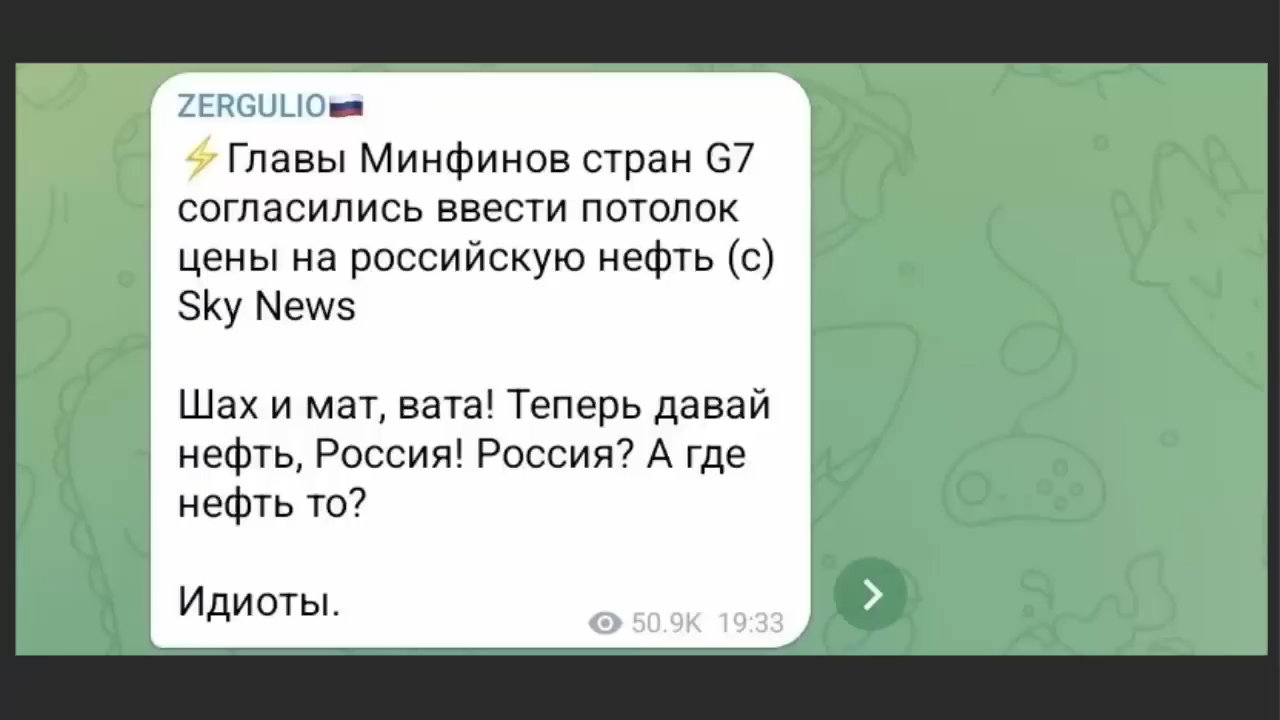 ZERGULIO🇷🇺
⚡Главы Минфинов стран G7
согласились ввести потолок
цены на российскую нефть (с)
Sky News
Шах и мат, вата! Теперь давай
нефть, Россия! Россия? А где
нефть то?
Идиоты.
50.9K 19:33